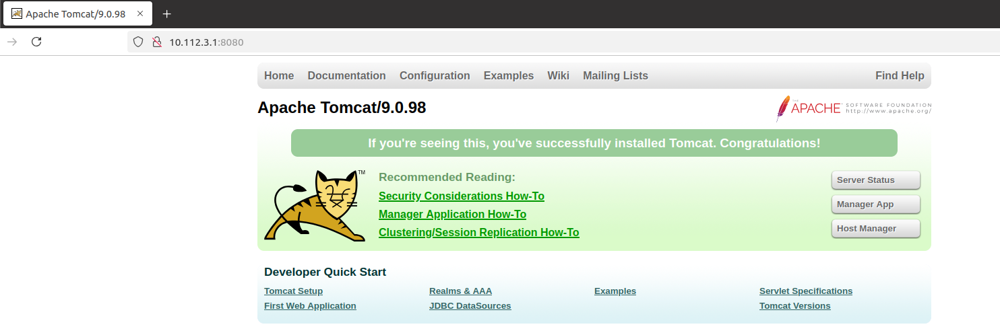 Apache Tomcat/9.0.98
10.112.3.1:8080
Home Documentation Configuration Examples Wiki Mailing Lists Find Help
Apache Tomcat/9.0.98
THE
APACHE™ SOFTWARE FOUNDATION
http://www.apache.org/
If you're seeing this, you've successfully installed Tomcat. Congratulations!
TM
Recommended Reading:
Security Considerations How-To
Manager Application How-To
Clustering/Session Replication How-To
Server Status
Manager App
Host Manager
Developer Quick Start
Tomcat Setup
First Web Application
Realms & AAA
JDBC DataSources
Examples
Servlet Specifications
Tomcat Versions